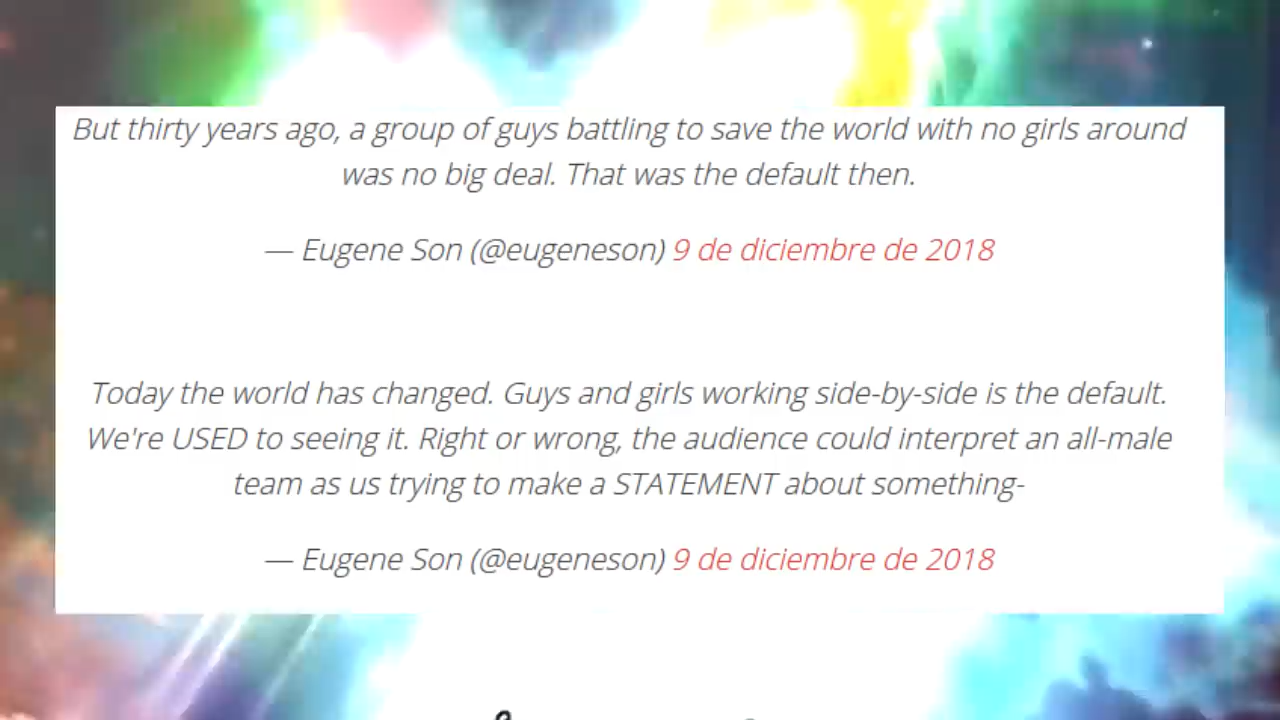 But thirty years ago, a group of guys battling to save the world with no girls around
was no big deal. That was the default then.
— Eugene Son (@eugeneson) 9 de diciembre de 2018
Today the world has changed. Guys and girls working side-by-side is the default.
We're USED to seeing it. Right or wrong, the audience could interpret an all-male
team as us trying to make a STATEMENT about something-
— Eugene Son (@eugeneson) 9 de diciembre de 2018